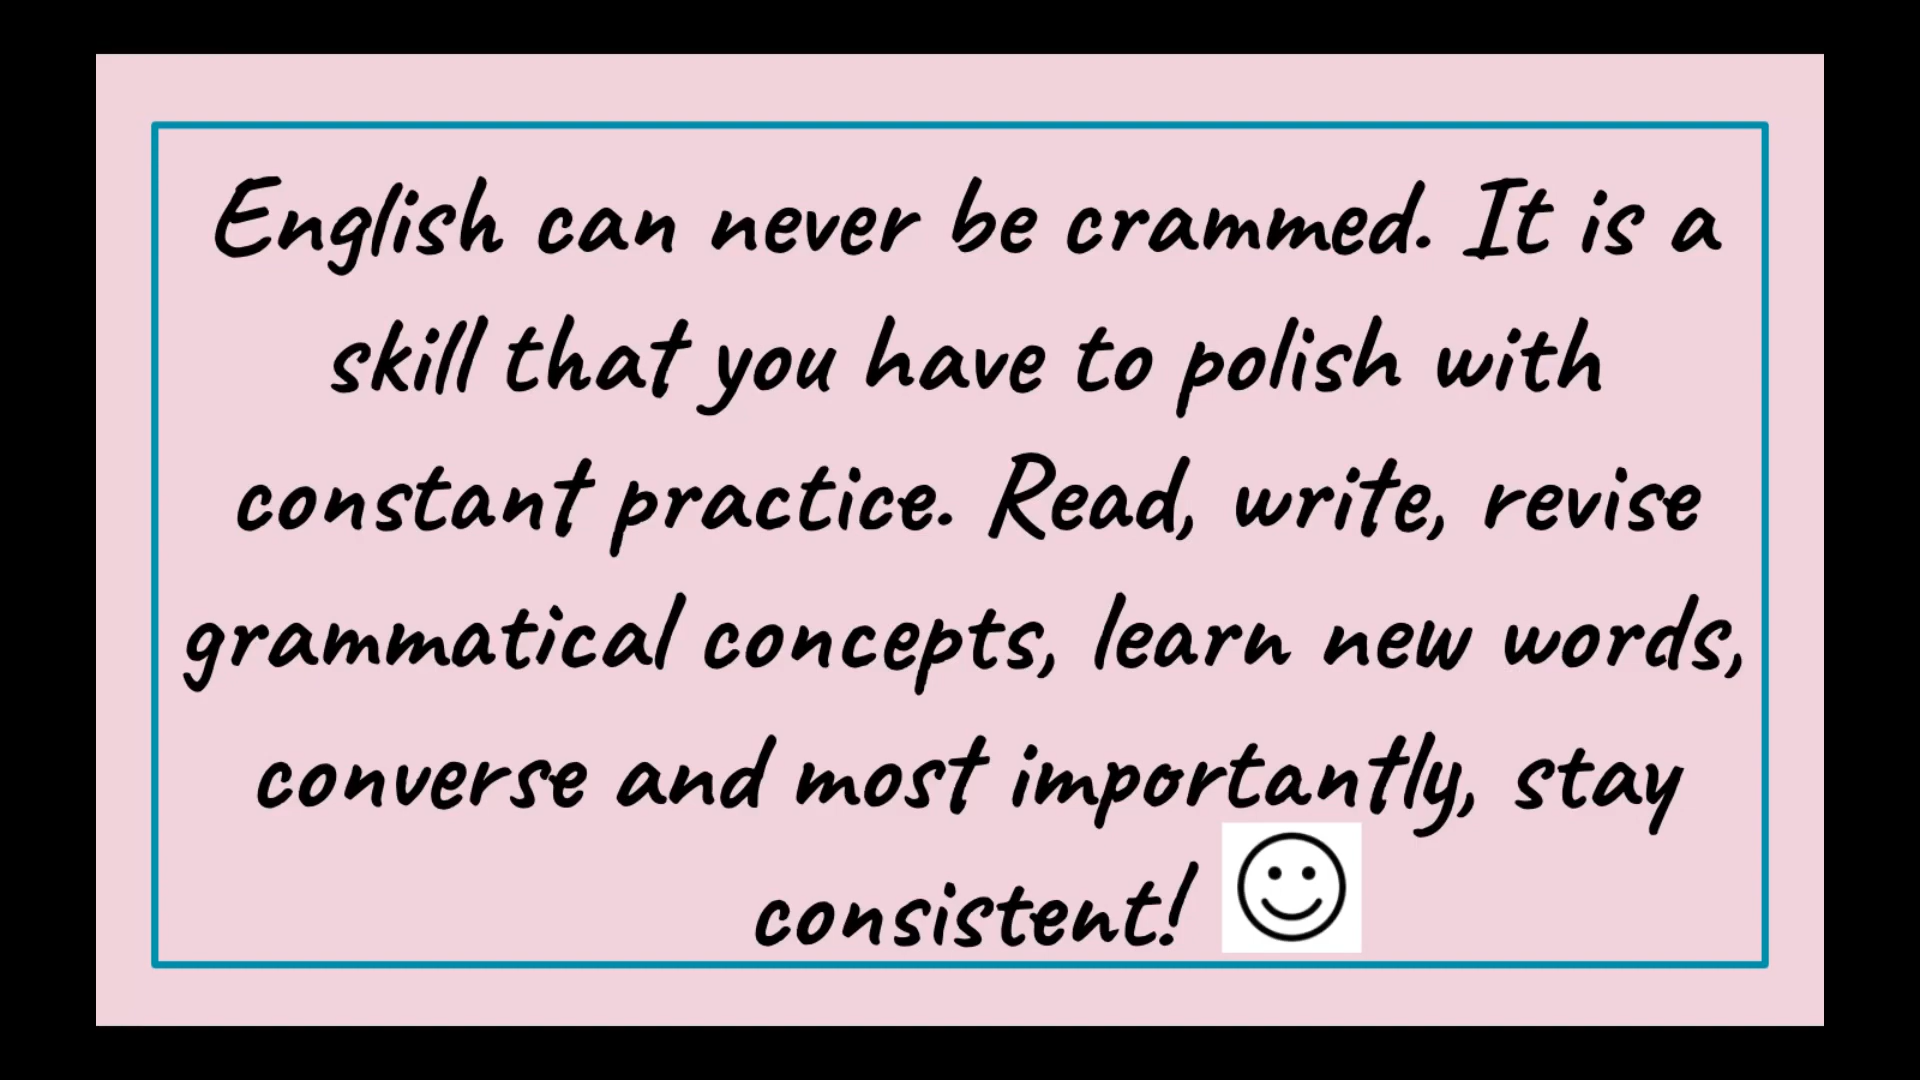 English can never be crammed. It is a
skill that you have to polish with
constant practice. Read, write, revise
grammatical concepts, learn new words,
converse and most importantly, stay
consistent!